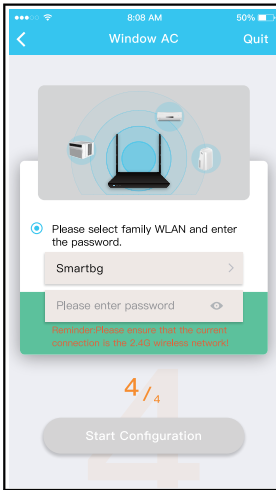 8:08 AM 50%
Window AC Quit
Please select family WLAN and enter
the password.
Smartbg
Please enter password
Reminder:Please ensure that the current
connection is the 2.4G wireless network!
4/4
4
Start Configuration